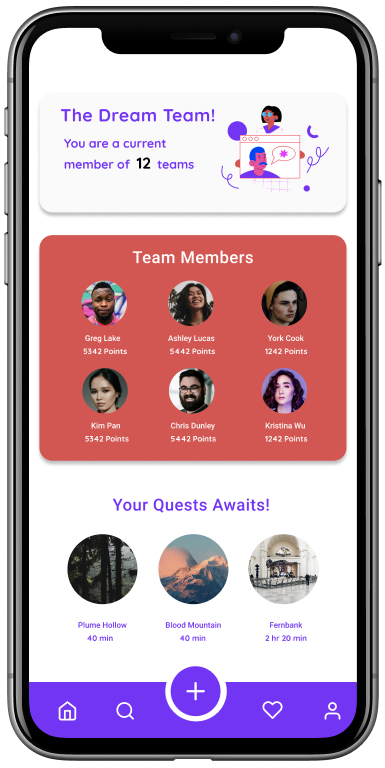 The Dream Team!
You are a current
member of 12 teams
Team Members
Greg Lake Ashley Lucas York Cook
5342 Points 5442 Points 1242 Points
Kim Pan Chris Dunley Kristina Wu
5342 Points 5442 Points 1242 Points
Your Quests Awaits!
Plume Hollow Blood Mountain Fernbank
40 min 40 min 2 hr 20 min